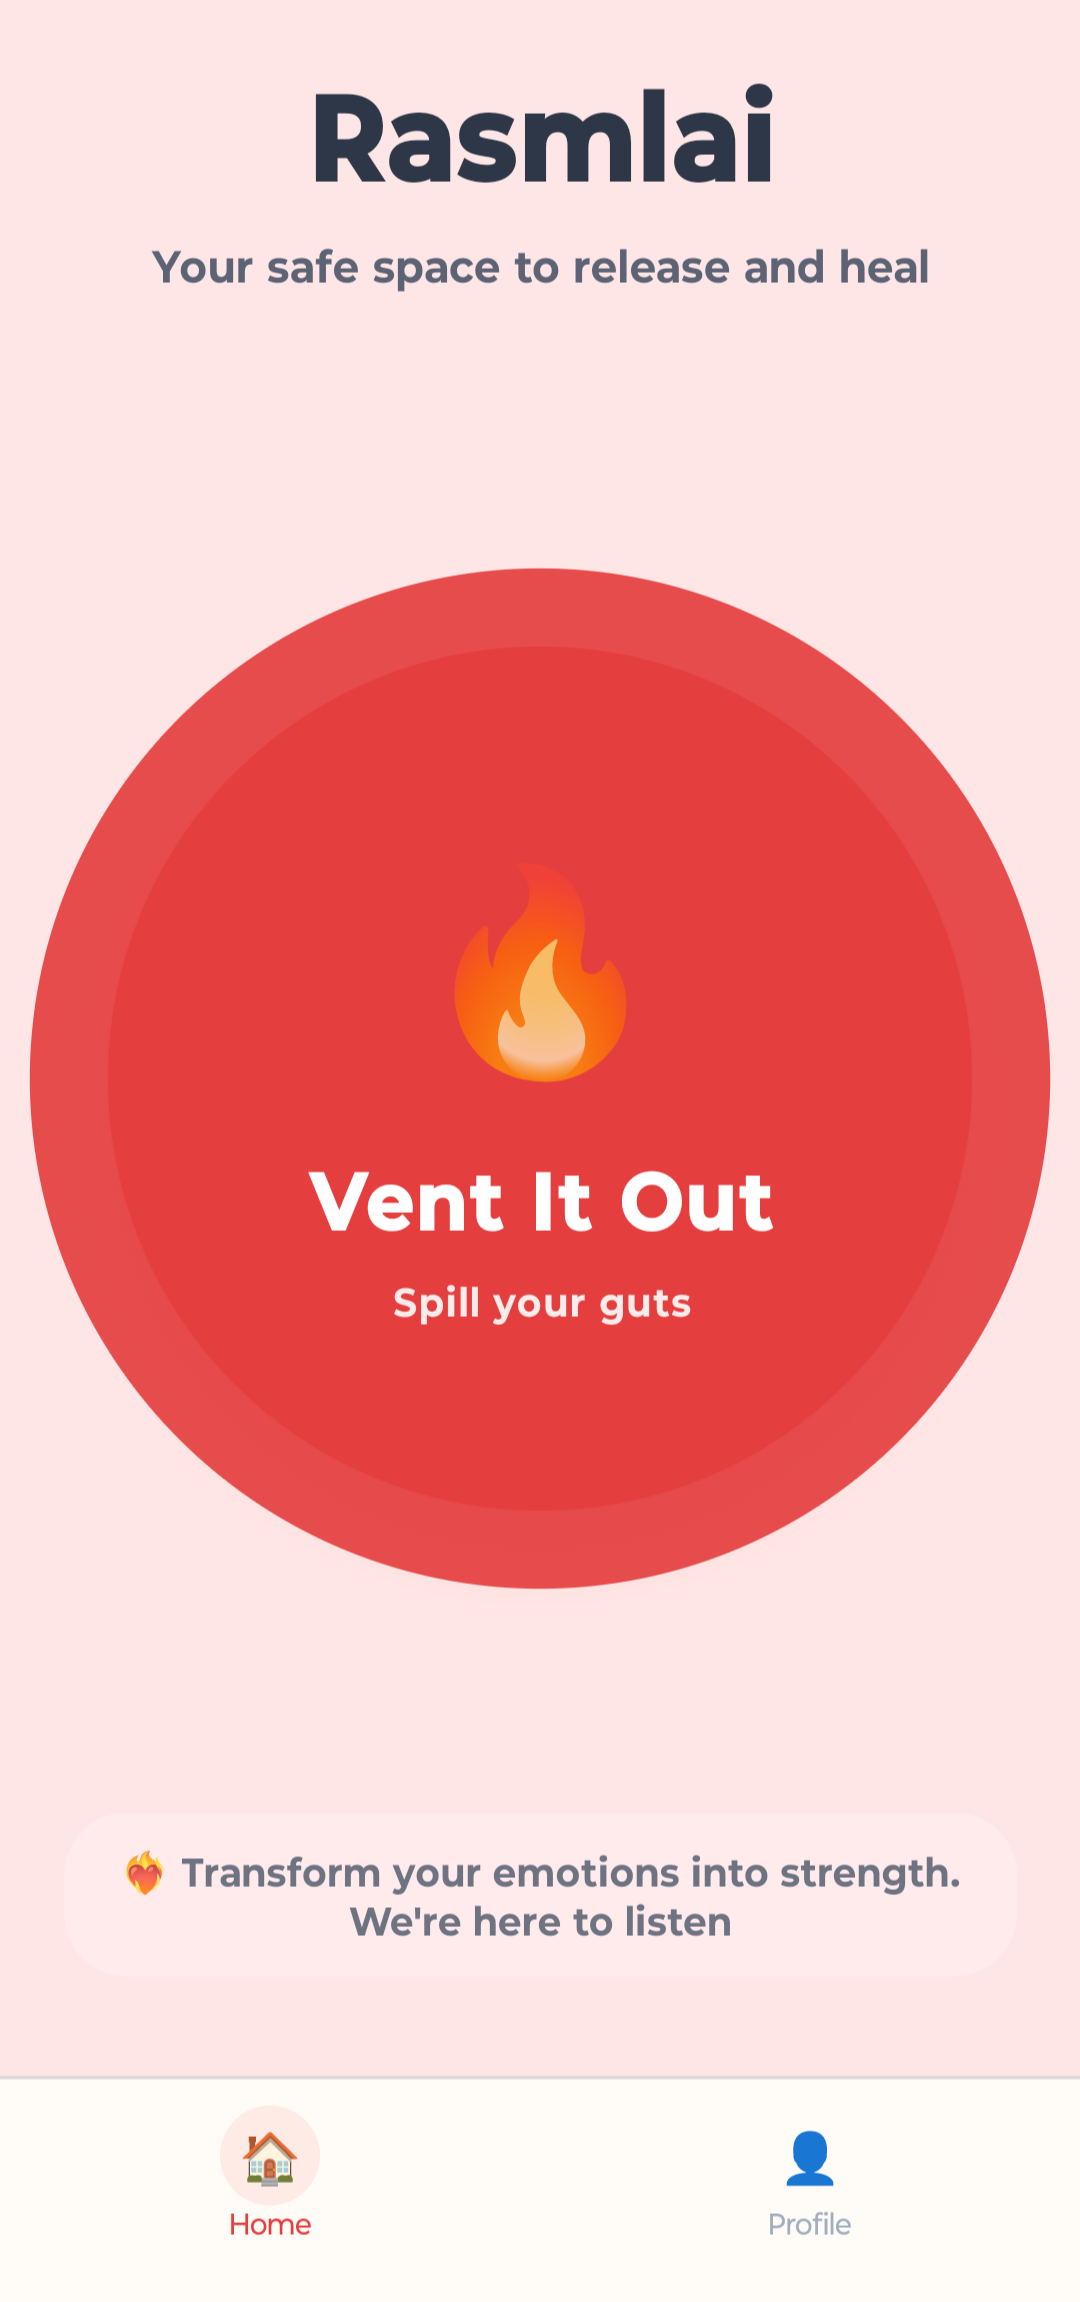 Rasmlai
Your safe space to release and heal
Vent It Out
Spill your guts
❤️‍🔥 Transform your emotions into strength.
We're here to listen
Home
Profile